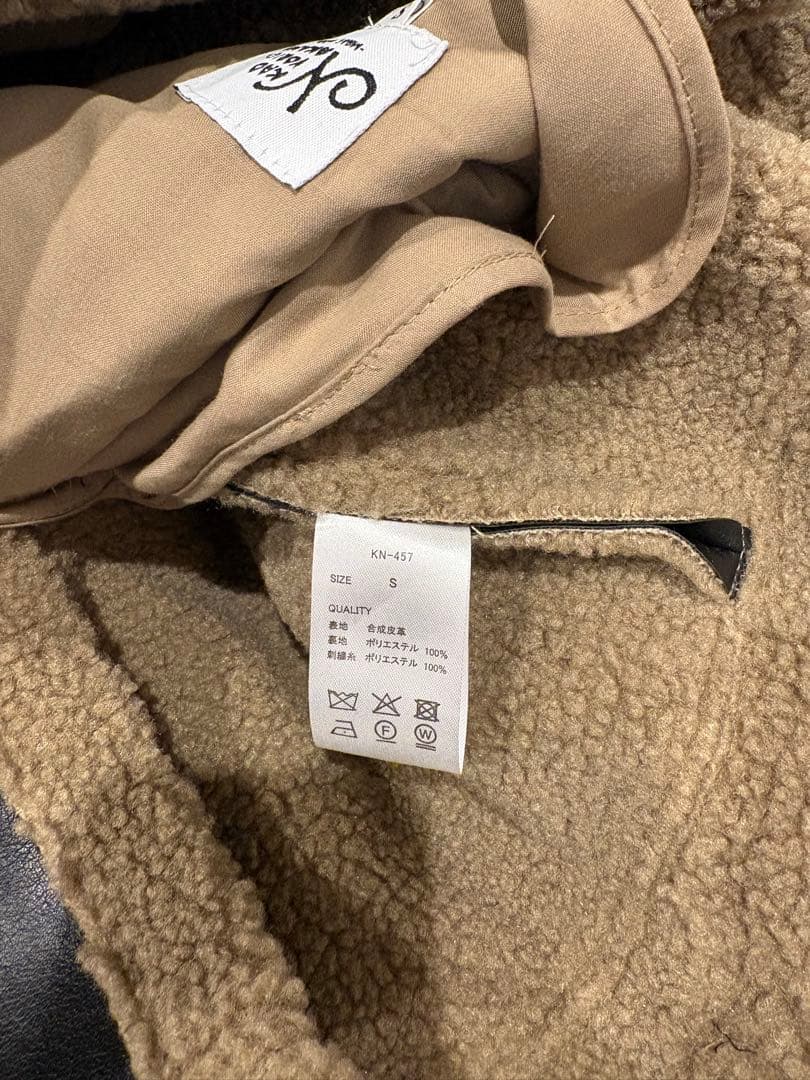 KN-457
SIZE S
QUALITY
表地 合成皮革
裏地 ポリエステル 100%
刺繍糸 ポリエステル 100%
F W